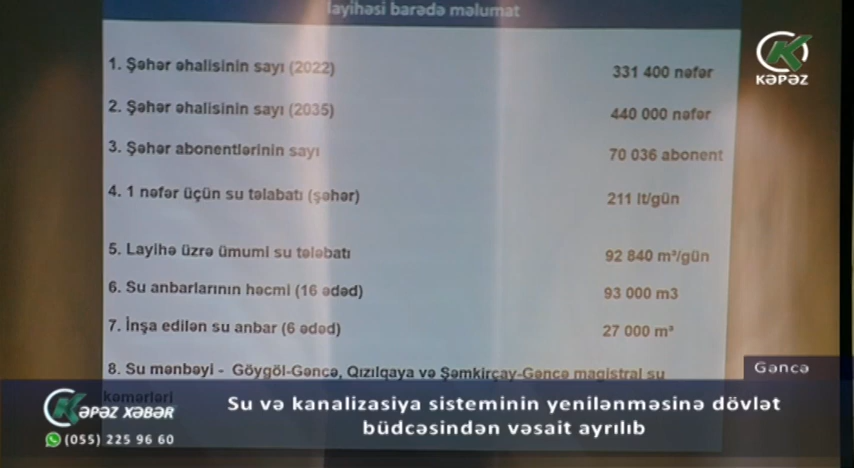 layihəsi barədə məlumat
1. Şəhər əhalisinin sayı (2022) 331 400 nəfər
2. Şəhər əhalisinin sayı (2035) 440 000 nəfər
3. Şəhər abonentlərinin sayı 70 036 abonent
4. 1 nəfər üçün su tələbatı (şəhər) 211 lt/gün
5. Layihə üzrə ümumi su tələbatı 92 840 m³/gün
6. Su anbarlarının həcmi (16 ədəd) 93 000 m3
7. İnşa edilən su anbar (6 ədəd) 27 000 m³
8. Su mənbəyi - Göygöl-Gəncə, Qızılqaya və Şəmkirçay-Gəncə magistral su
kəmərləri
KƏPƏZ
Gəncə
KƏPƏZ XƏBƏR
(055) 225 96 60
Su və kanalizasiya sisteminin yenilənməsinə dövlət
büdcəsindən vəsait ayrılıb